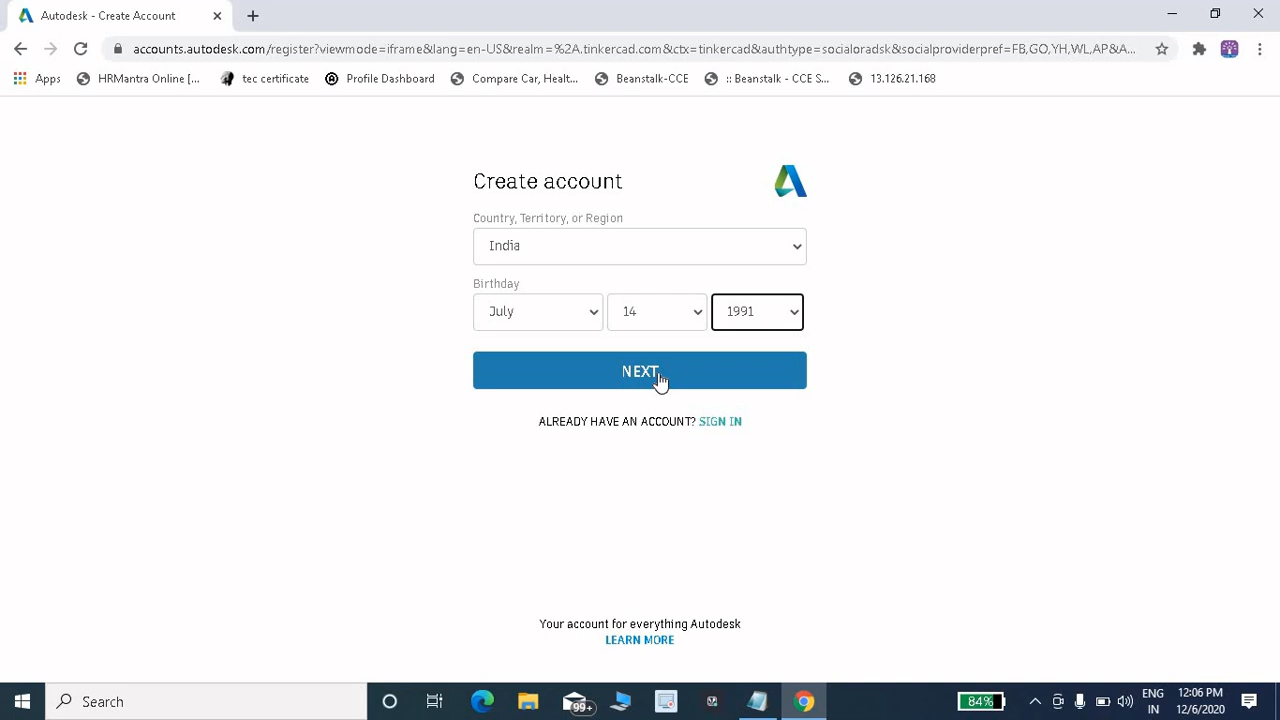 Autodesk - Create Account
accounts.autodesk.com/register?viewmode=iframe&lang=en-US&realm=%2A.tinkercad.com&ctx=tinkercad&authtype=socialoradsk&socialproviderpref=FB,GO,YH,WL,AP&A...
Apps HRMantra Online [... tec certificate Profile Dashboard Compare Car, Healt... Beanstalk-CCE :: Beanstalk - CCE S... 13.126.21.168
Create account
Country, Territory, or Region
India
Birthday
July 14 1991
NEXT
ALREADY HAVE AN ACCOUNT? SIGN IN
Your account for everything Autodesk
LEARN MORE
Search 99+ 84% ENG 12:06 PM
IN 12/6/2020